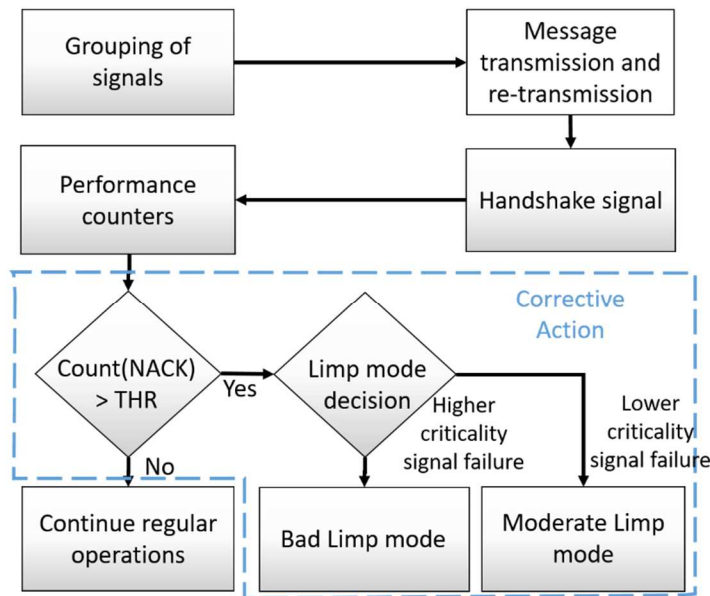 Grouping of
signals
Message
transmission and
re-transmission
Performance
counters
Handshake signal
Corrective
Action
Count(NACK)
> THR
Yes
Limp mode
decision
Higher
criticality
signal failure
Lower
criticality
signal failure
No
Continue regular
operations
Bad Limp mode
Moderate Limp
mode